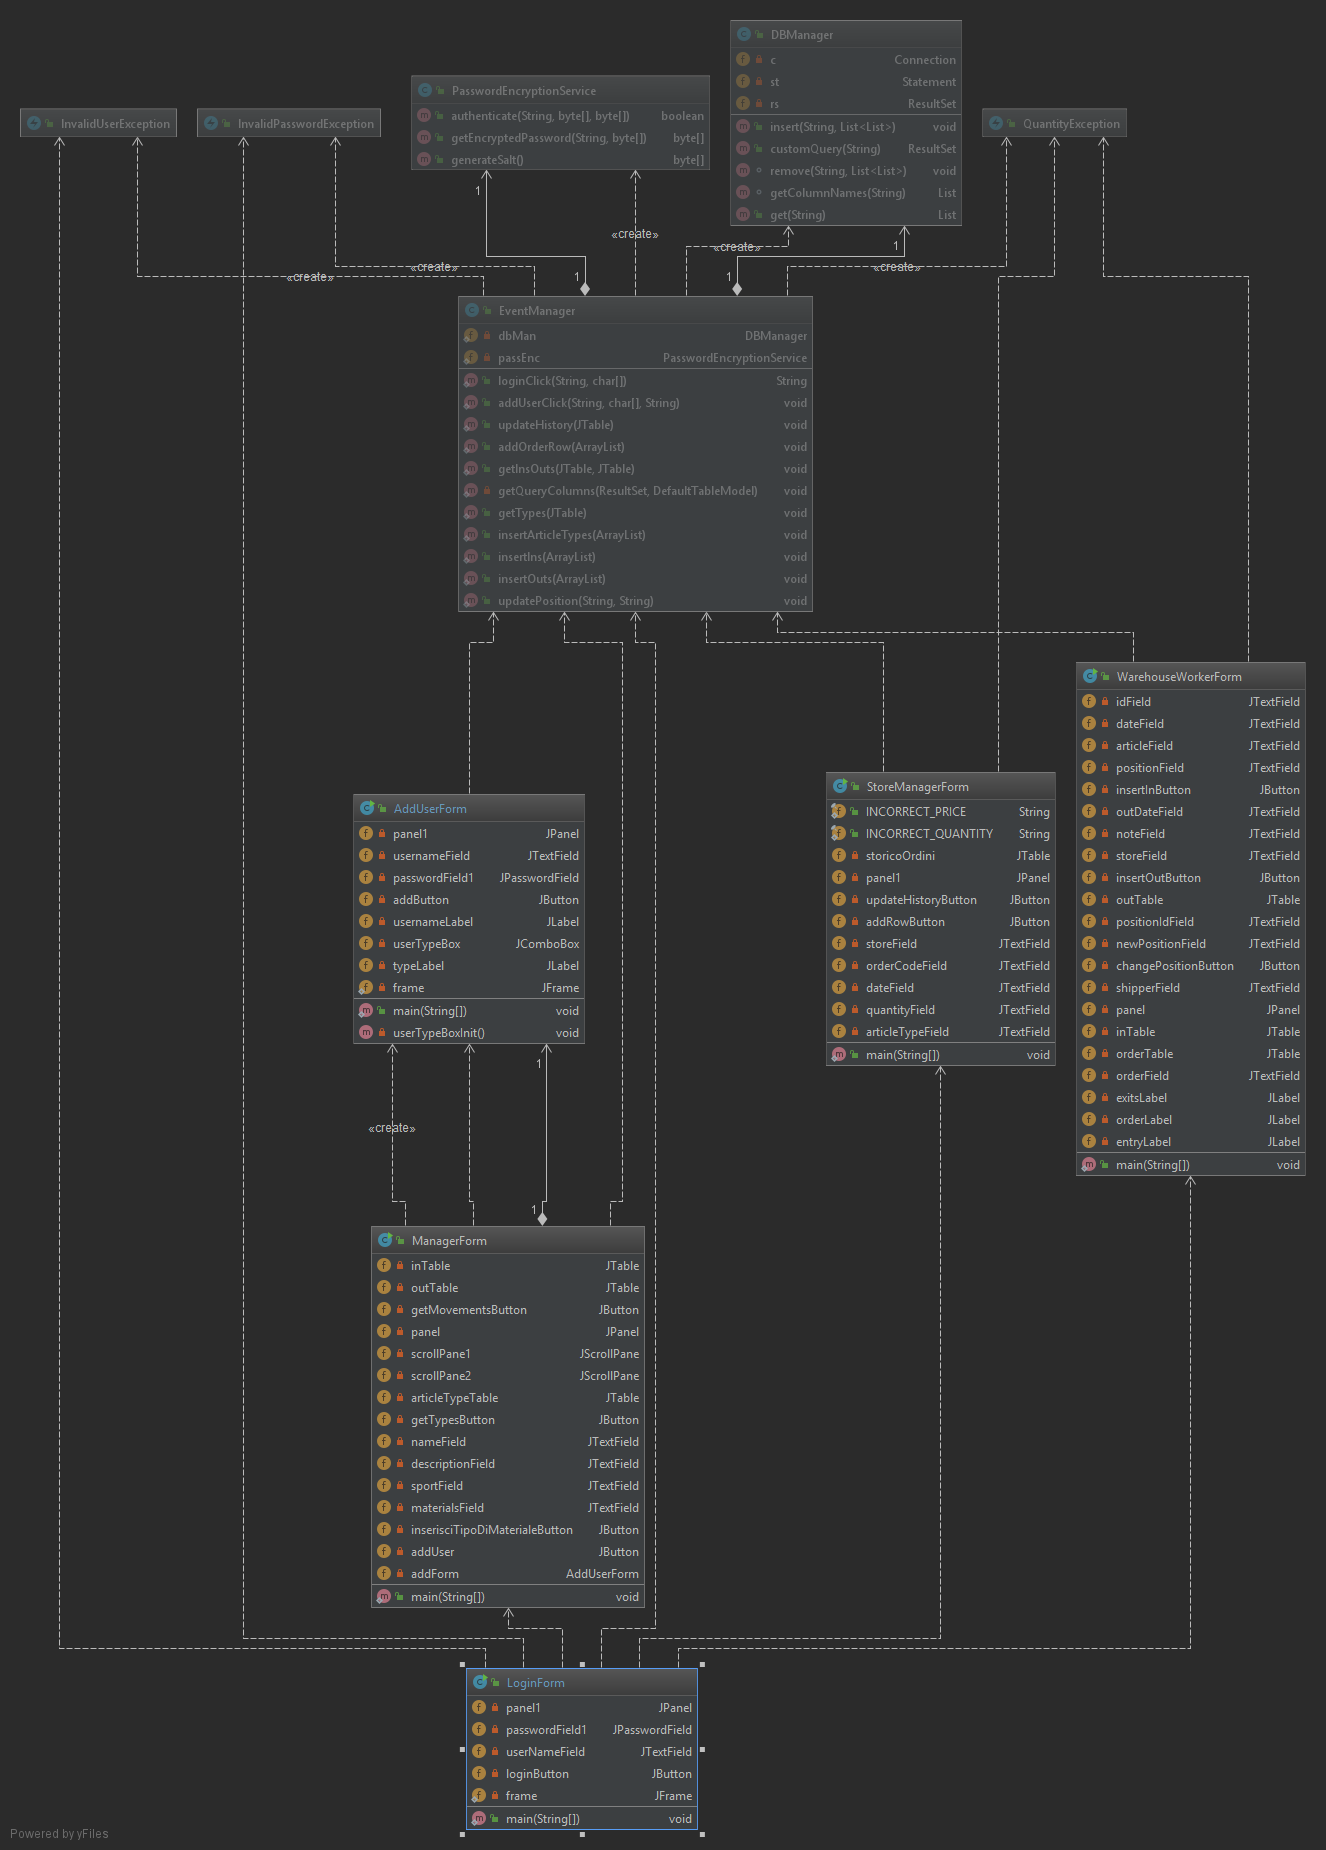 DBManager
c Connection
st Statement
rs ResultSet
insert(String, List<List>) void
customQuery(String) ResultSet
remove(String, List<List>) void
getColumnNames(String) List
get(String) List
PasswordEncryptionService
authenticate(String, byte[], byte[]) boolean
getEncryptedPassword(String, byte[]) byte[]
generateSalt() byte[]
InvalidUserException
InvalidPasswordException
QuantityException
1
«create»
«create»
1
«create»
«create»
«create»
1
1
EventManager
dbMan DBManager
passEnc PasswordEncryptionService
loginClick(String, char[]) String
addUserClick(String, char[], String) void
updateHistory(JTable) void
addOrderRow(ArrayList) void
getInsOuts(JTable, JTable) void
getQueryColumns(ResultSet, DefaultTableModel) void
getTypes(JTable) void
insertArticleTypes(ArrayList) void
insertIns(ArrayList) void
insertOuts(ArrayList) void
updatePosition(String, String) void
WarehouseWorkerForm
idField JTextField
dateField JTextField
articleField JTextField
positionField JTextField
insertInButton JButton
outDateField JTextField
noteField JTextField
storeField JTextField
insertOutButton JButton
outTable JTable
positionIdField JTextField
newPositionField JTextField
changePositionButton JButton
shipperField JTextField
panel JPanel
inTable JTable
orderTable JTable
orderField JTextField
exitsLabel JLabel
orderLabel JLabel
entryLabel JLabel
main(String[]) void
StoreManagerForm
INCORRECT_PRICE String
INCORRECT_QUANTITY String
storicoOrdini JTable
panel1 JPanel
updateHistoryButton JButton
addRowButton JButton
storeField JTextField
orderCodeField JTextField
dateField JTextField
quantityField JTextField
articleTypeField JTextField
main(String[]) void
AddUserForm
panel1 JPanel
usernameField JTextField
passwordField1 JPasswordField
addButton JButton
usernameLabel JLabel
userTypeBox JComboBox
typeLabel JLabel
frame JFrame
main(String[]) void
userTypeBoxInit() void
1
«create»
1
ManagerForm
inTable JTable
outTable JTable
getMovementsButton JButton
panel JPanel
scrollPane1 JScrollPane
scrollPane2 JScrollPane
articleTypeTable JTable
getTypesButton JButton
nameField JTextField
descriptionField JTextField
sportField JTextField
materialsField JTextField
inserisciTipoDiMaterialeButton JButton
addUser JButton
addForm AddUserForm
main(String[]) void
LoginForm
panel1 JPanel
passwordField1 JPasswordField
userNameField JTextField
loginButton JButton
frame JFrame
main(String[]) void
Powered by yFiles